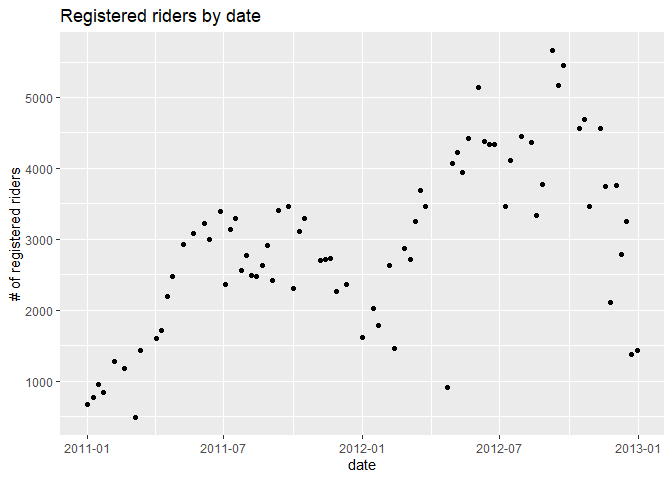 Registered riders by date
# of registered riders
5000
4000
3000
2000
1000
2011-01 2011-07 2012-01 2012-07 2013-01
date